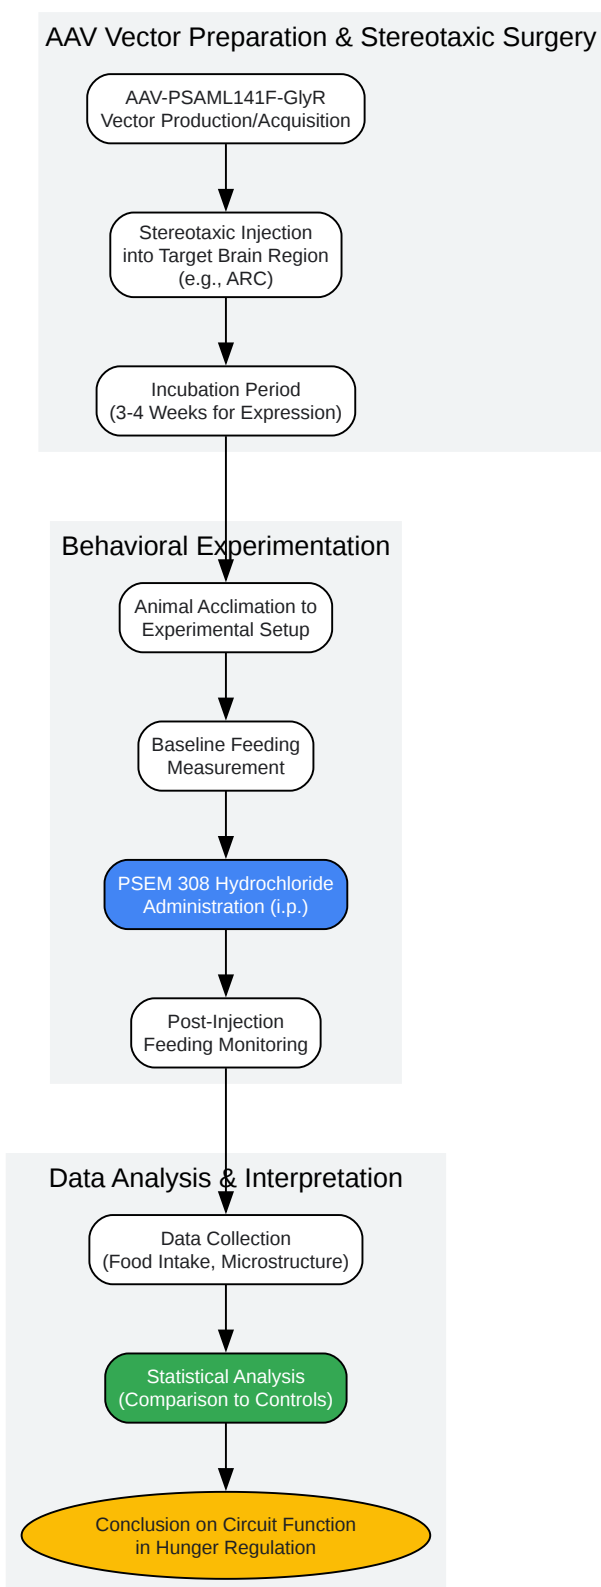 AAV Vector Preparation & Stereotaxic Surgery
AAV-PSAML141F-GlyR
Vector Production/Acquisition
Stereotaxic Injection
into Target Brain Region
(e.g., ARC)
Incubation Period
(3-4 Weeks for Expression)
Behavioral Experimentation
Animal Acclimation to
Experimental Setup
Baseline Feeding
Measurement
PSEM 308 Hydrochloride
Administration (i.p.)
Post-Injection
Feeding Monitoring
Data Analysis & Interpretation
Data Collection
(Food Intake, Microstructure)
Statistical Analysis
(Comparison to Controls)
Conclusion on Circuit Function
in Hunger Regulation